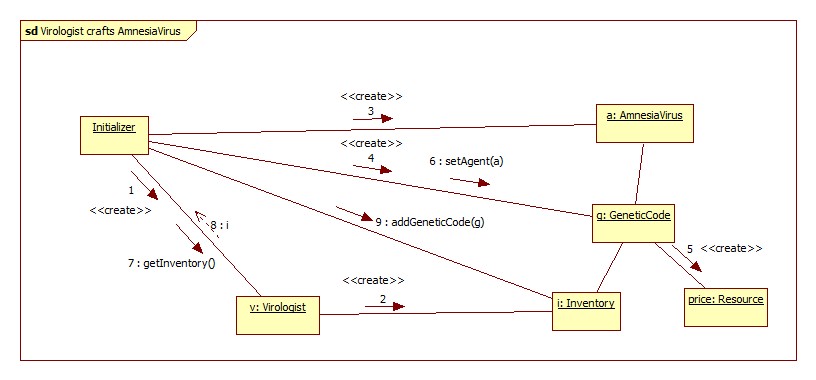 sd Virologist crafts AmnesiaVirus
<<create>>
3
a: AmnesiaVirus
Initializer
<<create>>
4
6 : setAgent(a)
1
<<create>>
g: GeneticCode
8 : i
9 : addGeneticCode(g)
5 <<create>>
7 : getInventory()
<<create>>
2
v: Virologist
i: Inventory
price: Resource